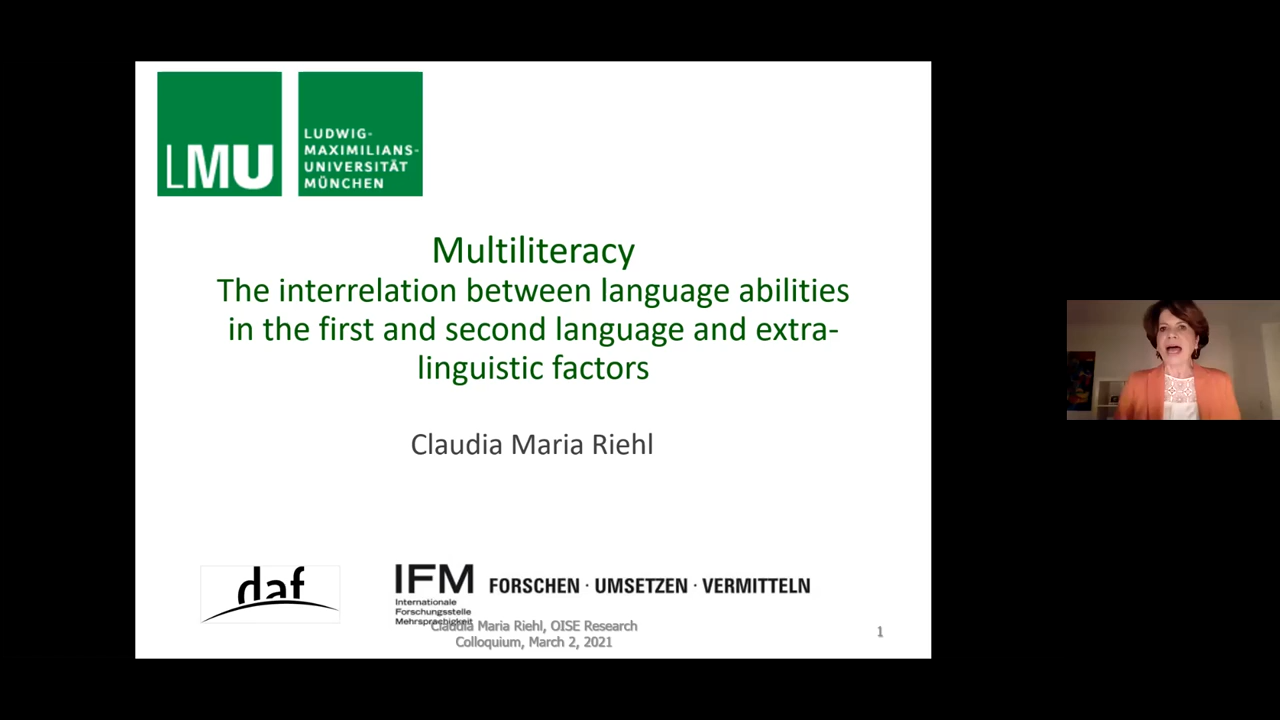 LMU
LUDWIG-
MAXIMILIANS-
UNIVERSITÄT
MÜNCHEN
Multiliteracy
The interrelation between language abilities
in the first and second language and extra-
linguistic factors
Claudia Maria Riehl
daf
IFM
FORSCHEN · UMSETZEN · VERMITTELN
Internationale
Forschungsstelle
Mehrsprachigkeit
Claudia Maria Riehl, OISE Research
Colloquium, March 2, 2021
1